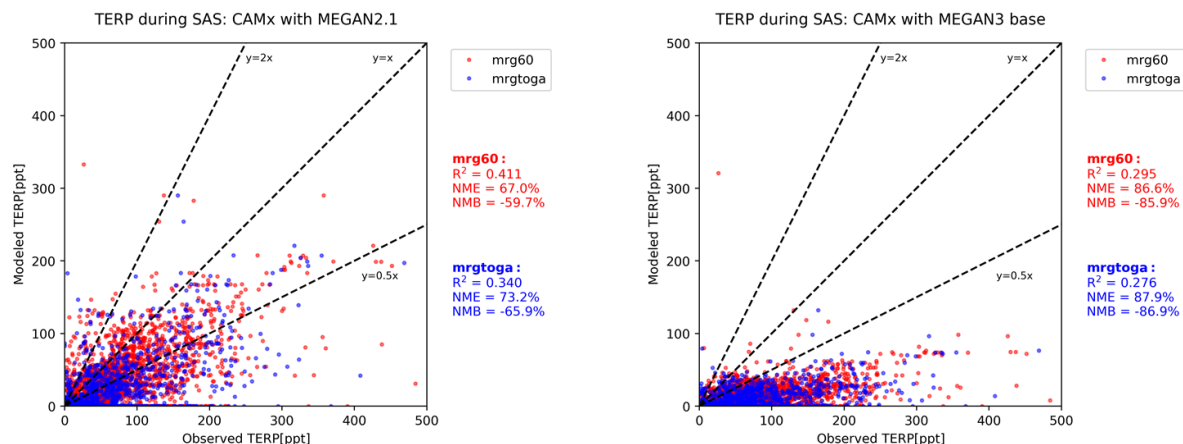 TERP during SAS: CAMx with MEGAN2.1
500
400
300
200
100
0
0
100
200
300
400
500
Modeled TERP[ppt]
Observed TERP[ppt]
y=2x
y=x
y=0.5x
mrg60
mrgtoga
mrg60:
R² = 0.411
NME = 67.0%
NMB = -59.7%
mrgtoga:
R² = 0.340
NME = 73.2%
NMB = -65.9%
TERP during SAS: CAMx with MEGAN3 base
500
400
300
200
100
0
0
100
200
300
400
500
Modeled TERP[ppt]
Observed TERP[ppt]
y=2x
y=x
y=0.5x
mrg60
mrgtoga
mrg60:
R² = 0.295
NME = 86.6%
NMB = -85.9%
mrgtoga:
R² = 0.276
NME = 87.9%
NMB = -86.9%